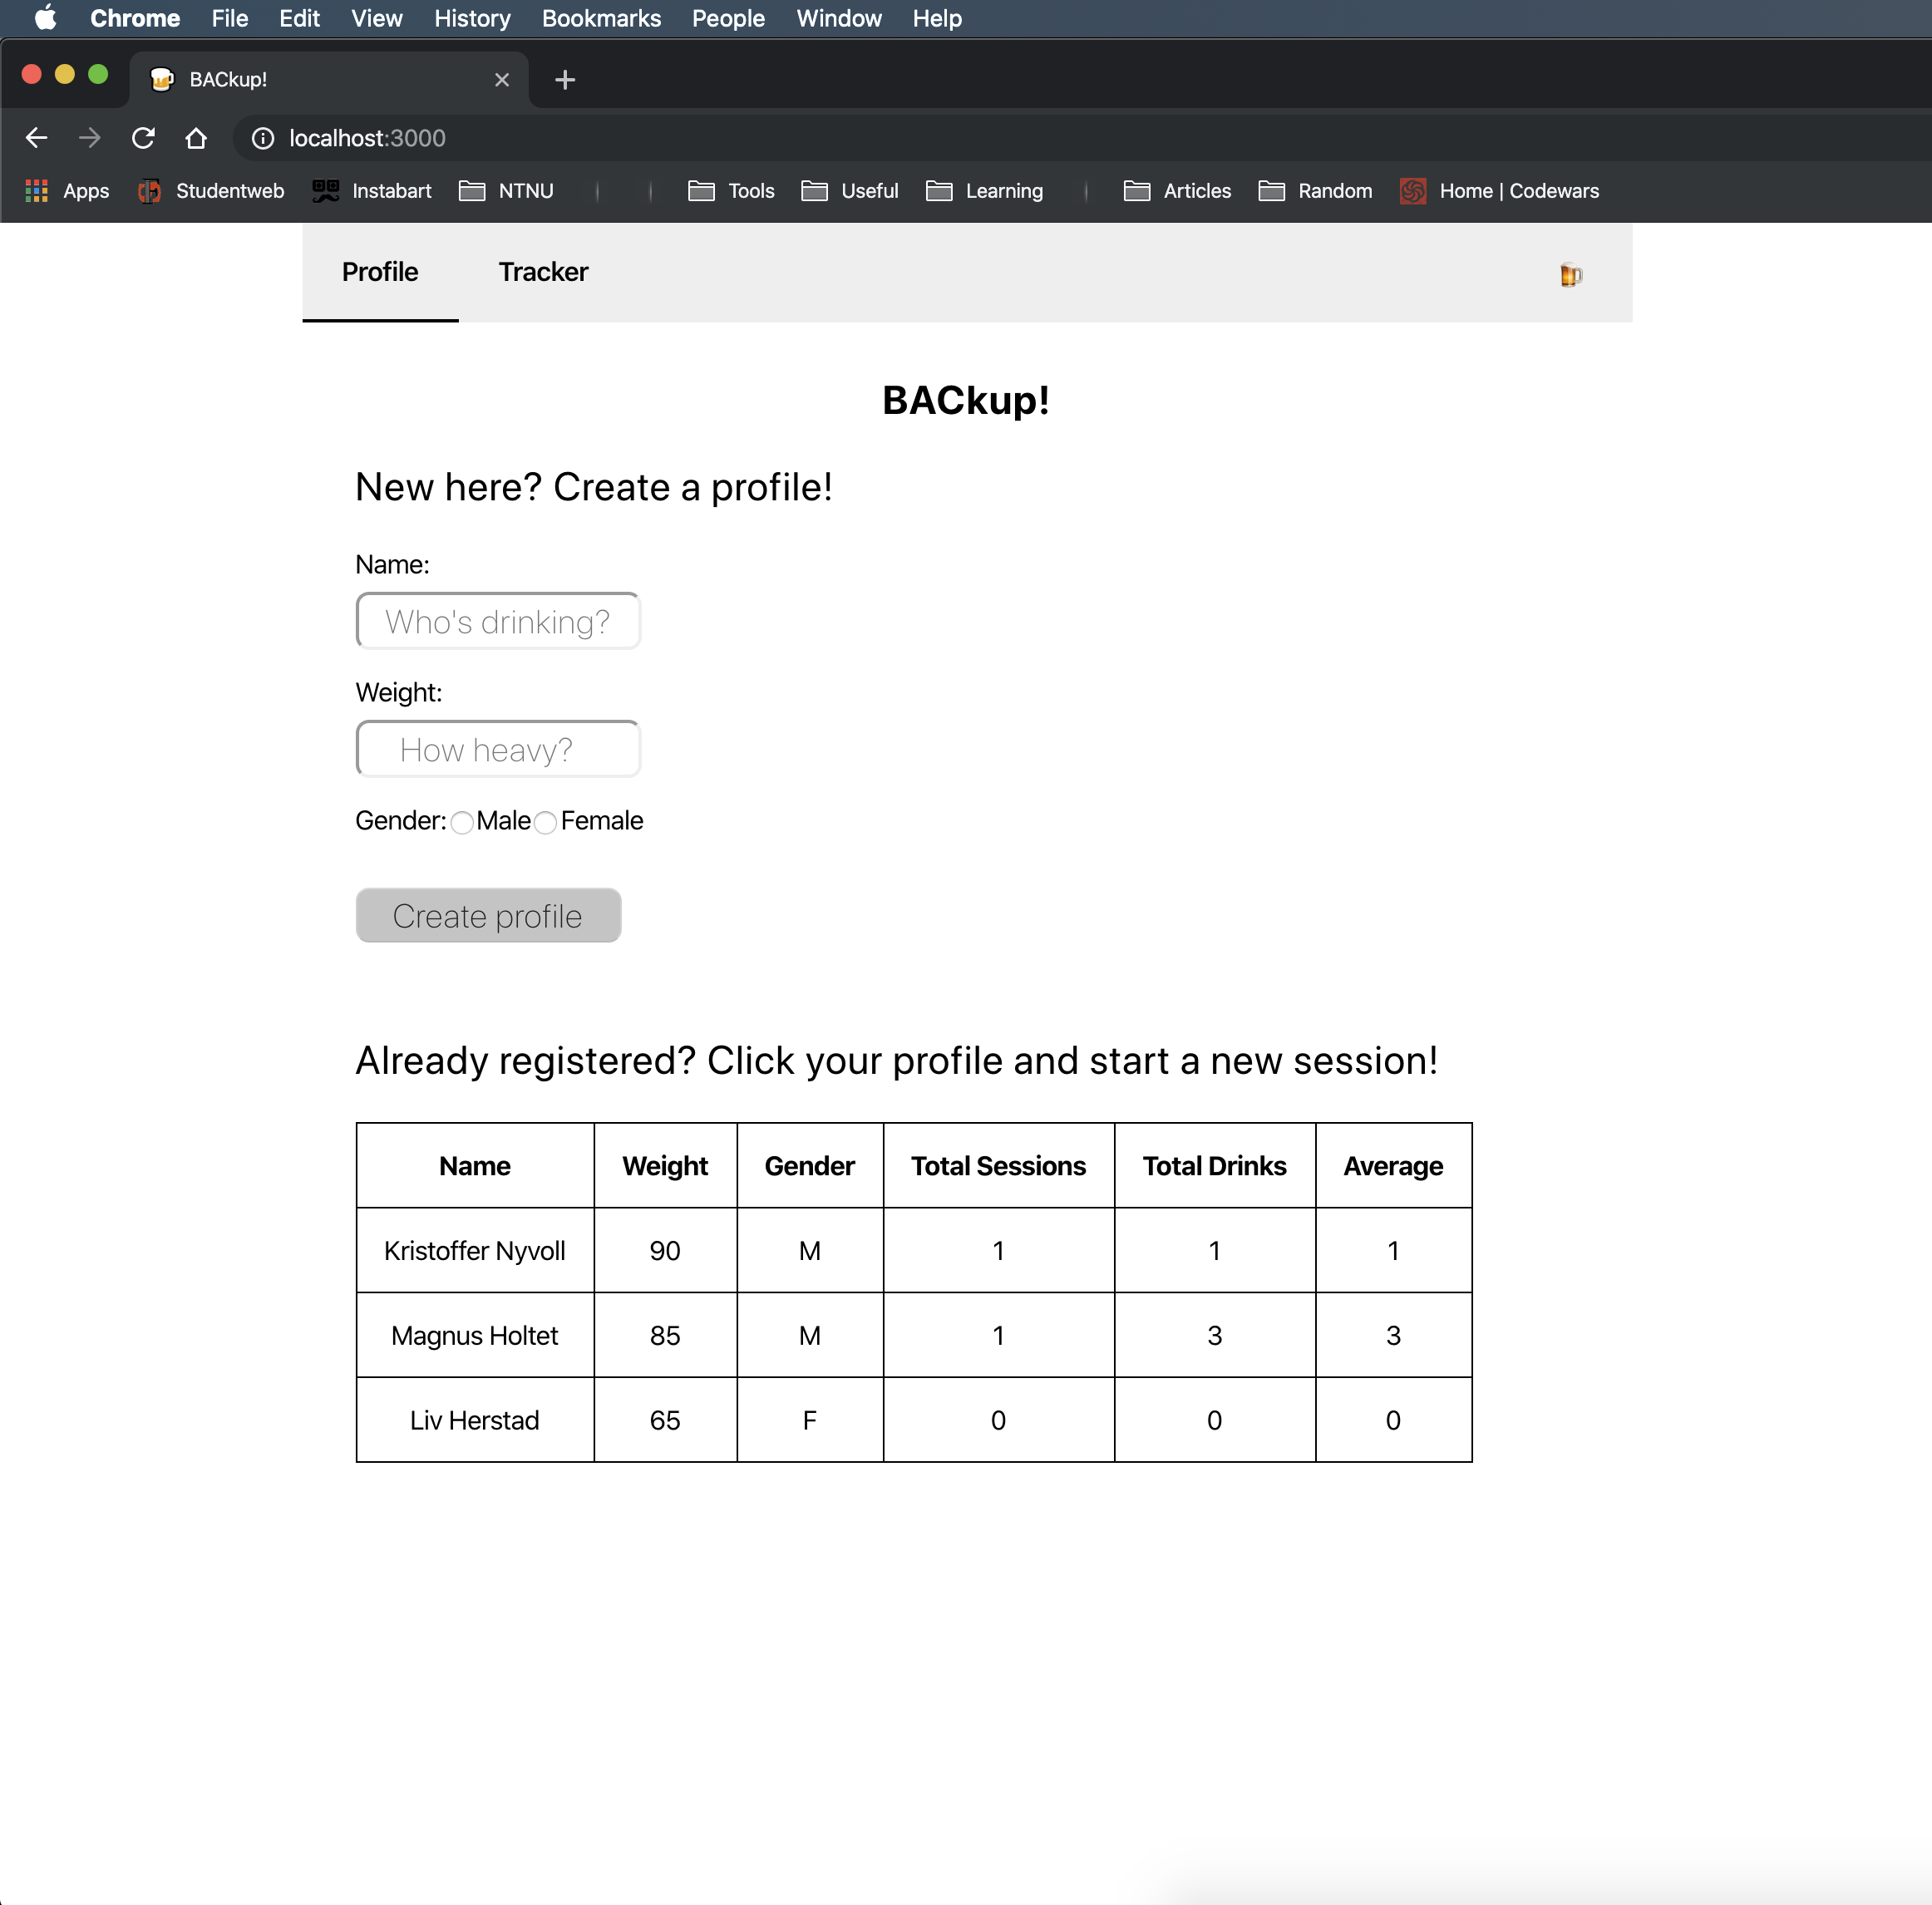 Chrome File Edit View History Bookmarks People Window Help
BACkup!
localhost:3000
Apps Studentweb Instabart NTNU Tools Useful Learning Articles Random Home | Codewars
Profile Tracker
BACkup!
New here? Create a profile!
Name:
Who's drinking?
Weight:
How heavy?
Gender: Male Female
Create profile
Already registered? Click your profile and start a new session!
Name Weight Gender Total Sessions Total Drinks Average
Kristoffer Nyvoll 90 M 1 1 1
Magnus Holtet 85 M 1 3 3
Liv Herstad 65 F 0 0 0